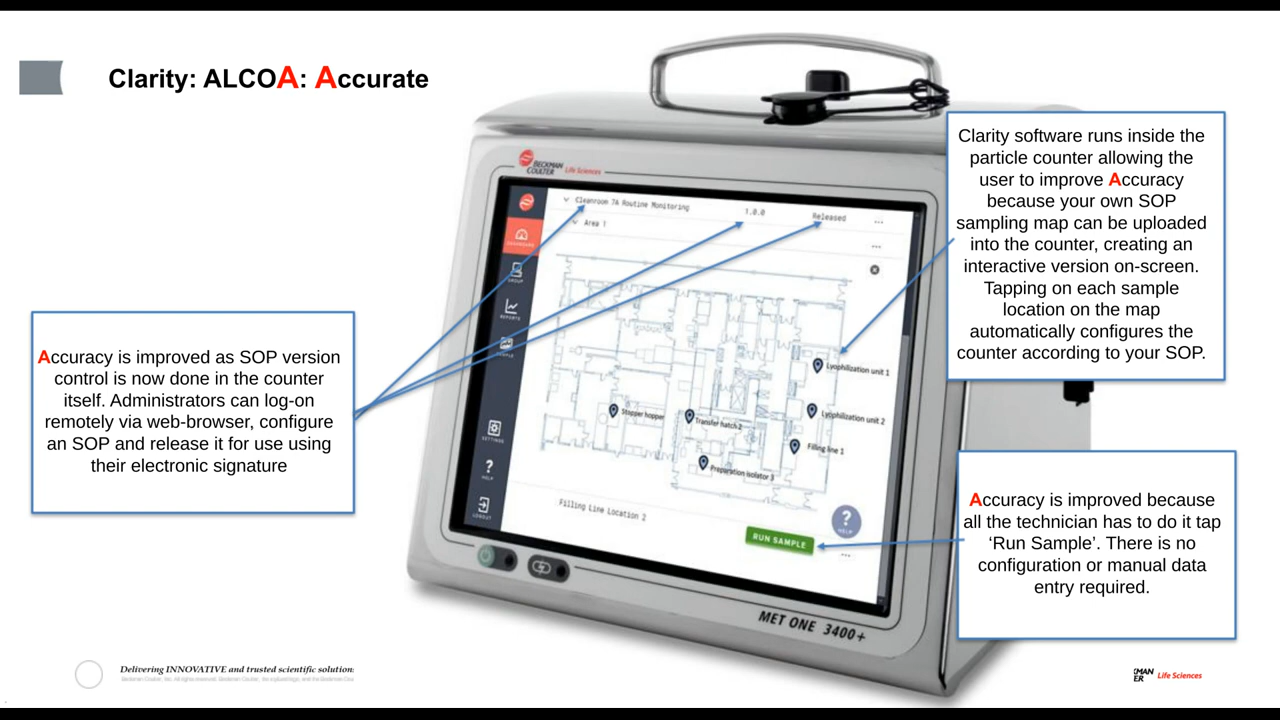 Clarity: ALCOA: Accurate
Clarity software runs inside the
particle counter allowing the
user to improve Accuracy
because your own SOP
sampling map can be uploaded
into the counter, creating an
interactive version on-screen.
Tapping on each sample
location on the map
automatically configures the
counter according to your SOP.
Accuracy is improved as SOP version
control is now done in the counter
itself. Administrators can log-on
remotely via web-browser, configure
an SOP and release it for use using
their electronic signature
Accuracy is improved because
all the technician has to do it tap
‘Run Sample’. There is no
configuration or manual data
entry required.
BECKMAN
COULTER
Life Sciences
Cleanroom 7A Routine Monitoring
1.0.0
Released
Area 1
DASHBOARD
GROUP
REPORTS
SETTINGS
HELP
LOGOUT
Lyophilization unit 1
Lyophilization unit 2
Stopper hopper
Transfer hatch 2
Filling line 1
Preparation isolator 3
Filling Line Location 2
HELP
RUN SAMPLE
MET ONE 3400+
Delivering INNOVATIVE and trusted scientific solution
Life Sciences